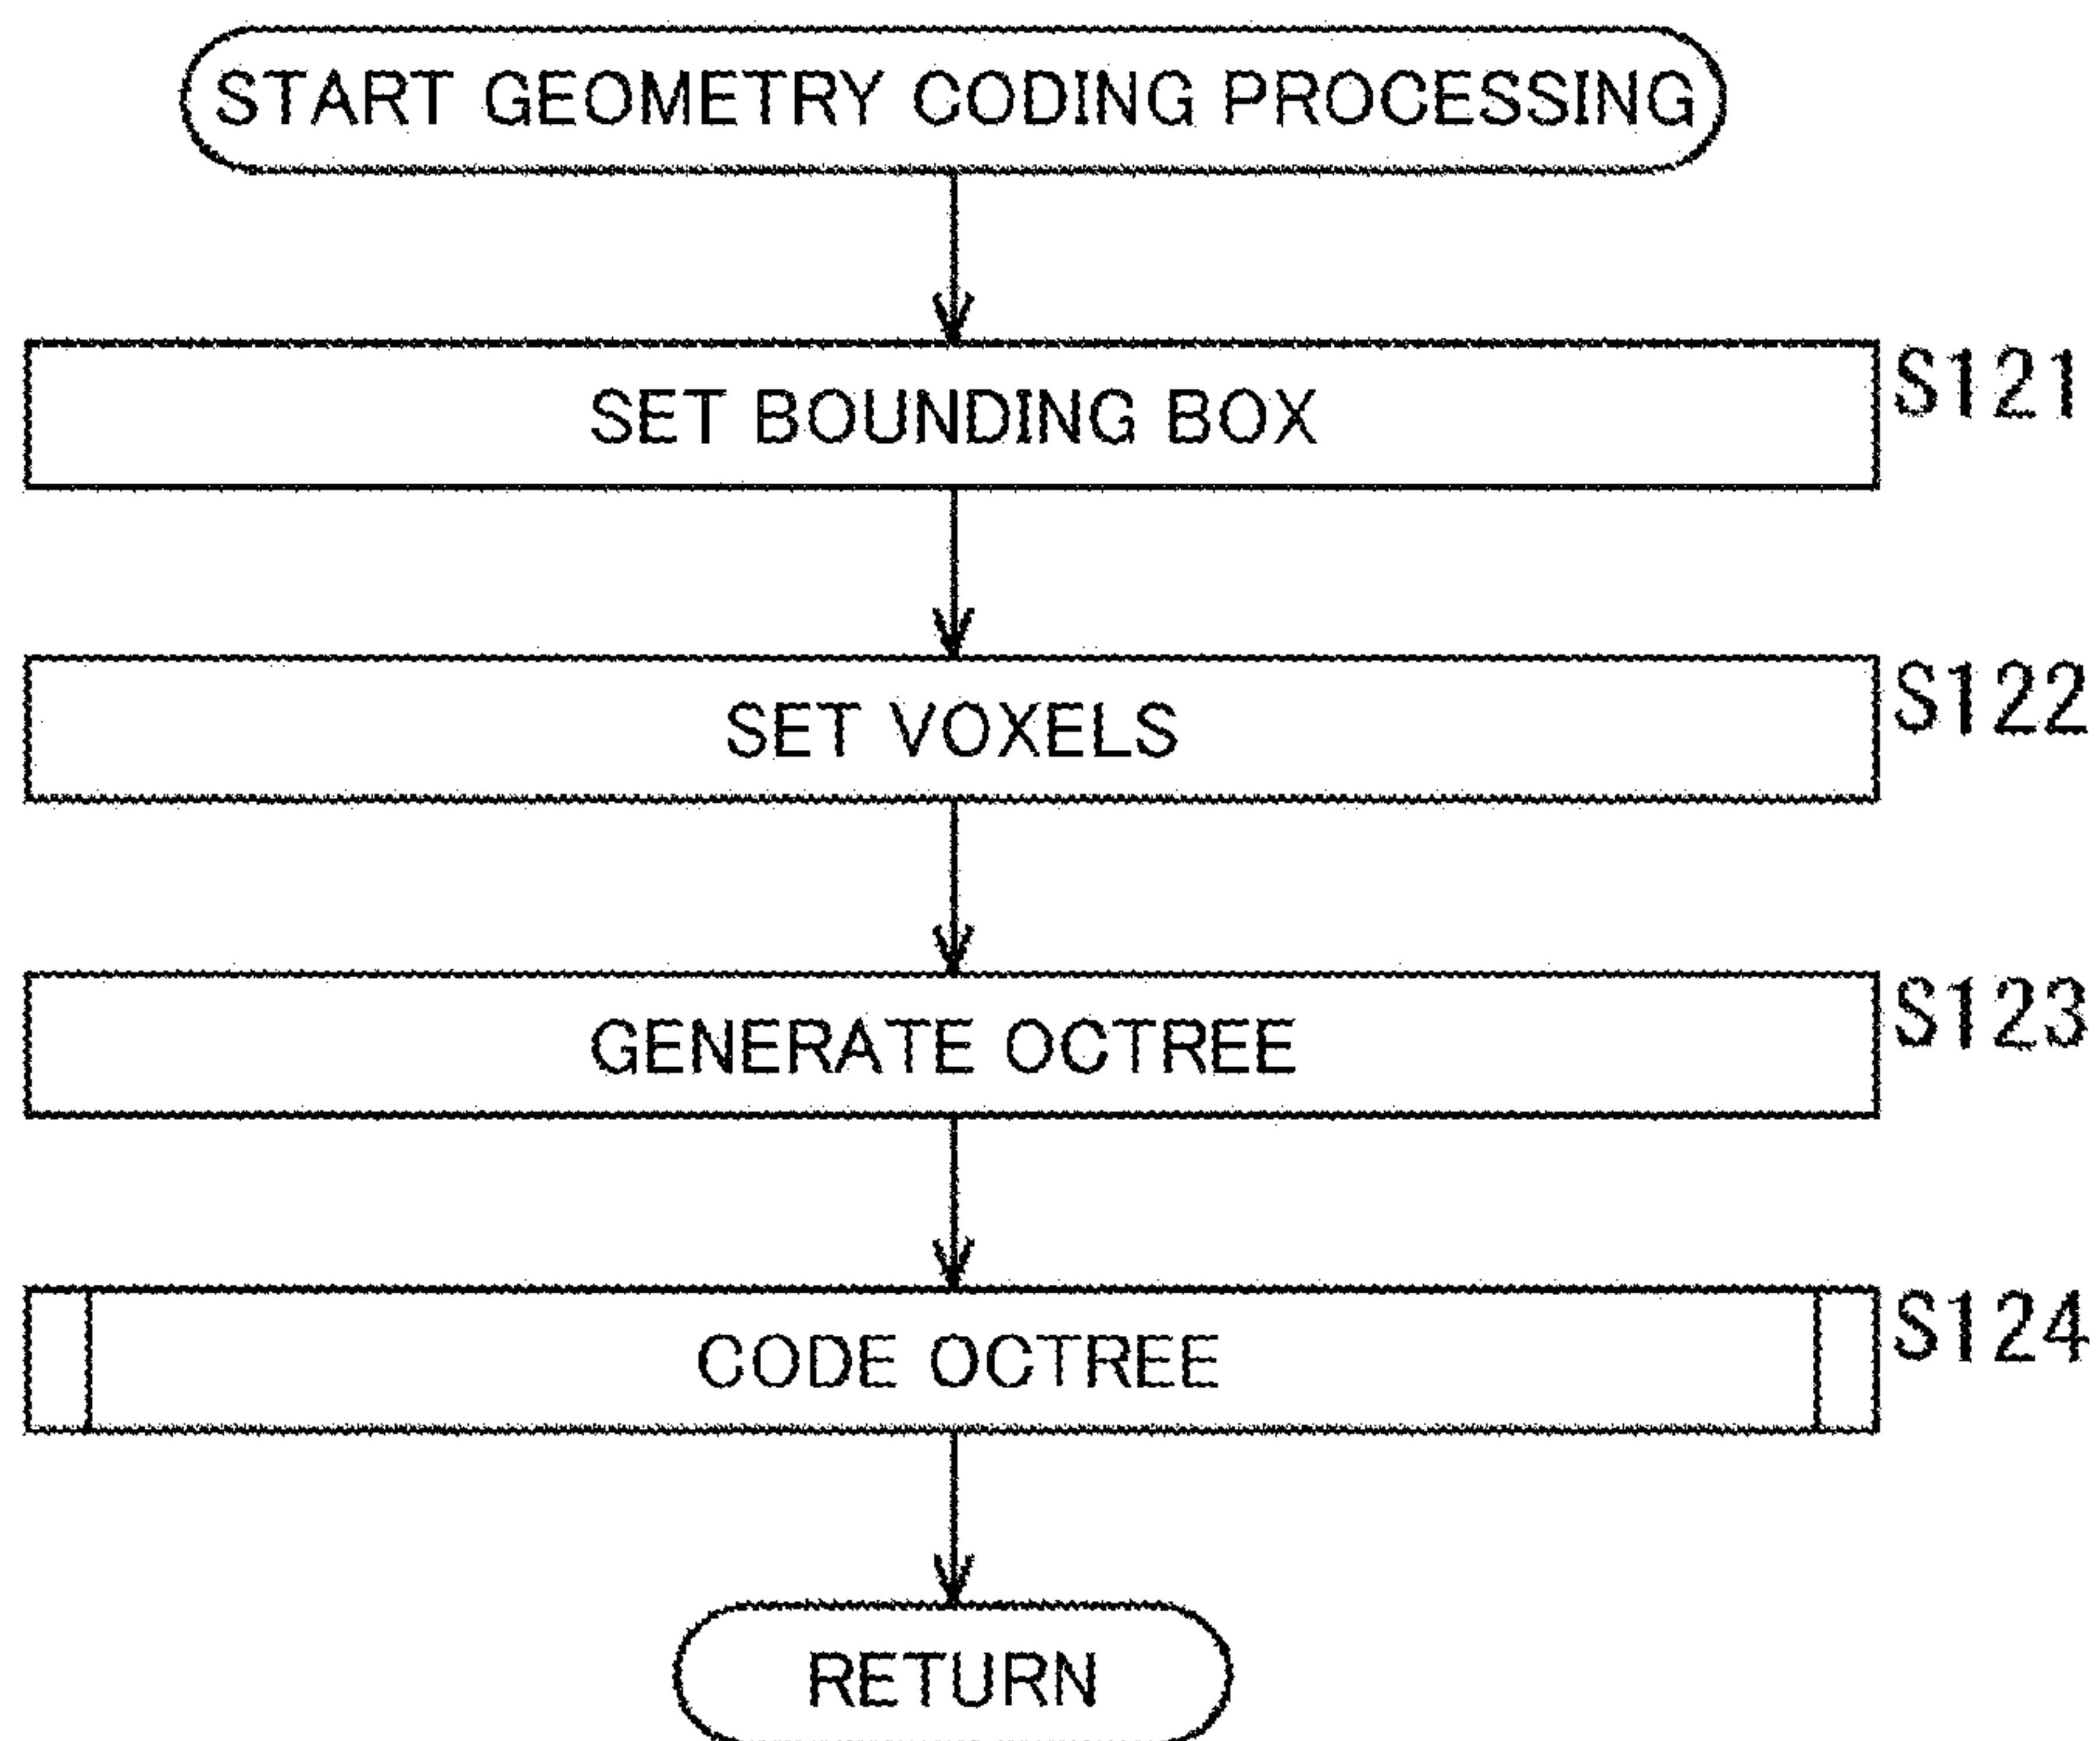 START GEOMETRY CODING PROCESSING
SET BOUNDING BOX
S121
SET VOXELS
S122
GENERATE OCTREE
S123
CODE OCTREE
S124
RETURN